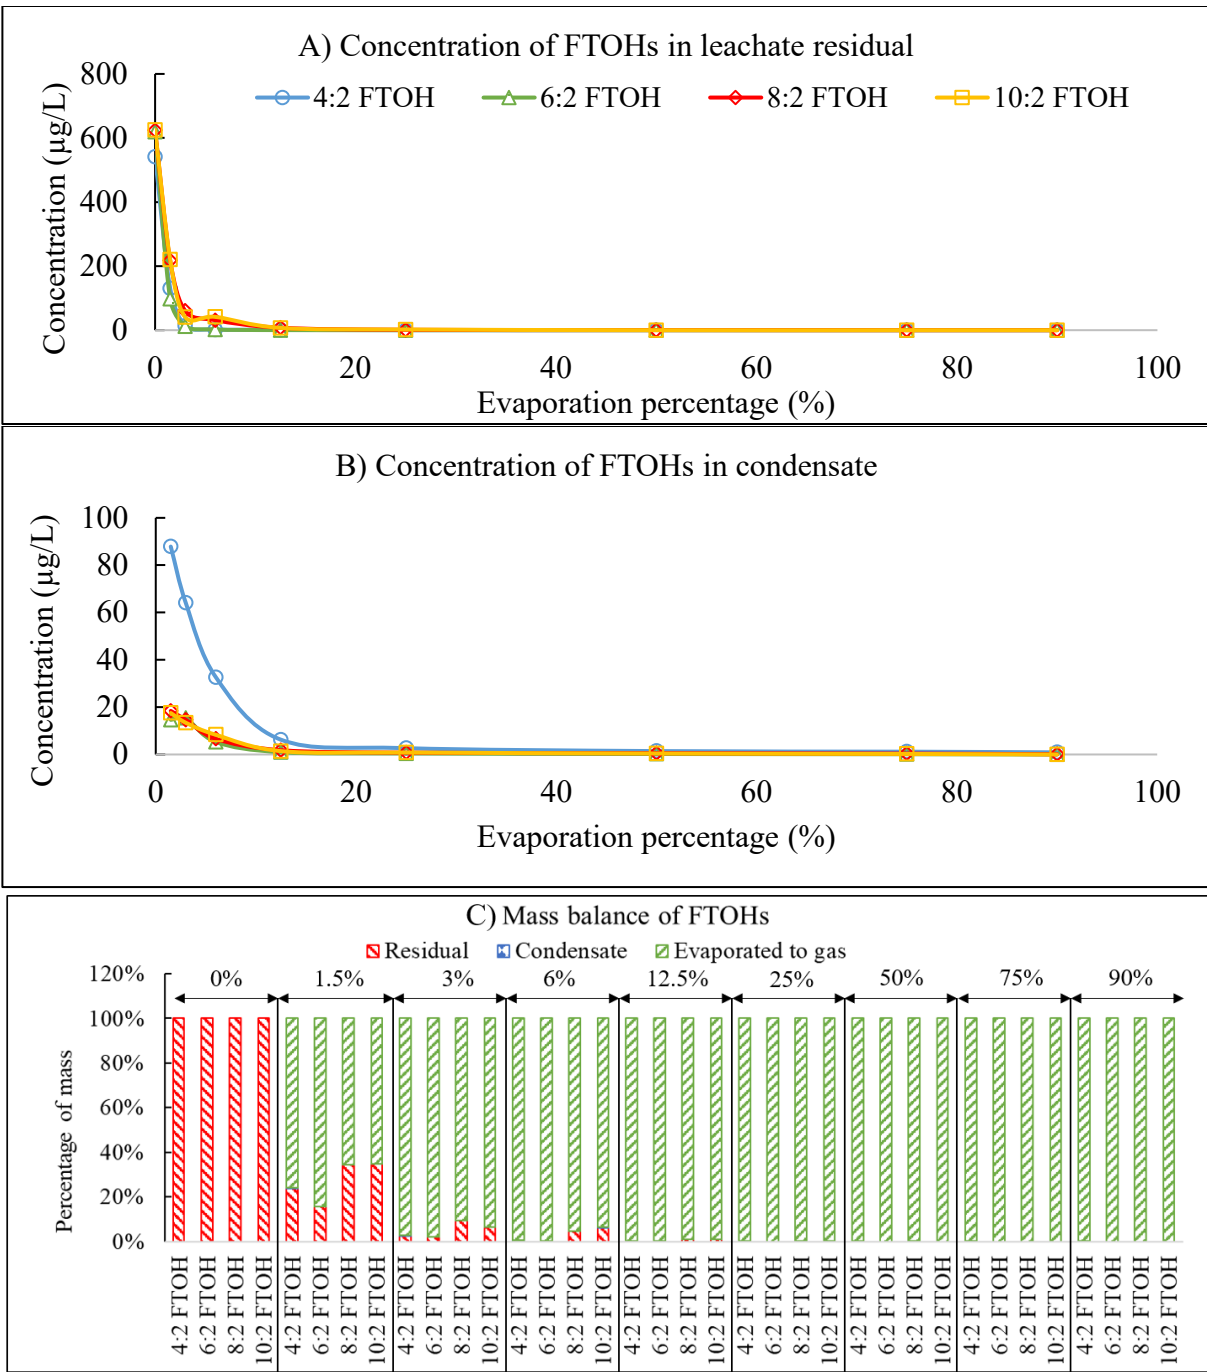 A) Concentration of FTOHs in leachate residual
4:2 FTOH 6:2 FTOH 8:2 FTOH 10:2 FTOH
Concentration (µg/L)
800
600
400
200
0
0 20 40 60 80 100
Evaporation percentage (%)
B) Concentration of FTOHs in condensate
Concentration (µg/L)
100
80
60
40
20
0
0 20 40 60 80 100
Evaporation percentage (%)
C) Mass balance of FTOHs
Residual Condensate Evaporated to gas
Percentage of mass
120%
100%
80%
60%
40%
20%
0%
0% 1.5% 3% 6% 12.5% 25% 50% 75% 90%
4:2 FTOH
6:2 FTOH
8:2 FTOH
10:2 FTOH
4:2 FTOH
6:2 FTOH
8:2 FTOH
10:2 FTOH
4:2 FTOH
6:2 FTOH
8:2 FTOH
10:2 FTOH
4:2 FTOH
6:2 FTOH
8:2 FTOH
10:2 FTOH
4:2 FTOH
6:2 FTOH
8:2 FTOH
10:2 FTOH
4:2 FTOH
6:2 FTOH
8:2 FTOH
10:2 FTOH
4:2 FTOH
6:2 FTOH
8:2 FTOH
10:2 FTOH
4:2 FTOH
6:2 FTOH
8:2 FTOH
10:2 FTOH
4:2 FTOH
6:2 FTOH
8:2 FTOH
10:2 FTOH